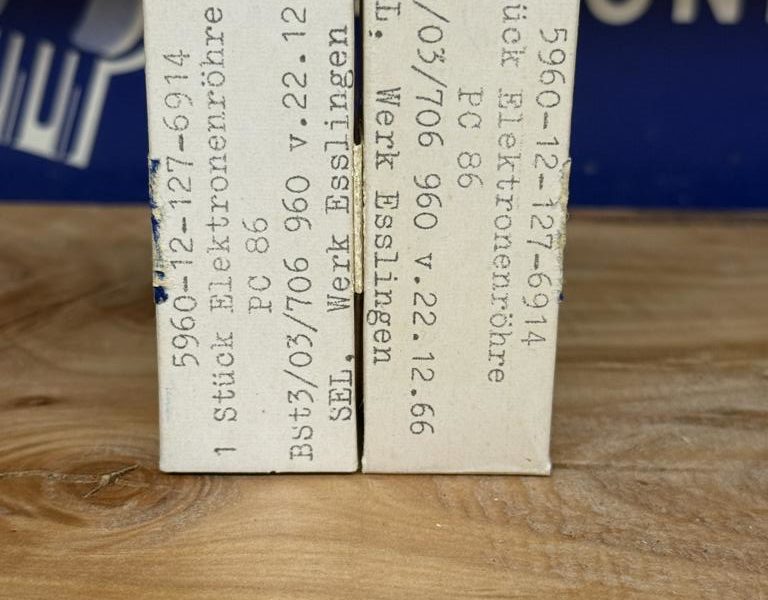 5960-12-127-6914
1 Stück Elektronenröhre
PC 86
Bst3/03/706 960 v.22.12
SEL, Werk Esslingen
5960-12-127-6914
ück Elektronenröhre
PC 86
/03/706 960 v.22.12.66
L, Werk Esslingen